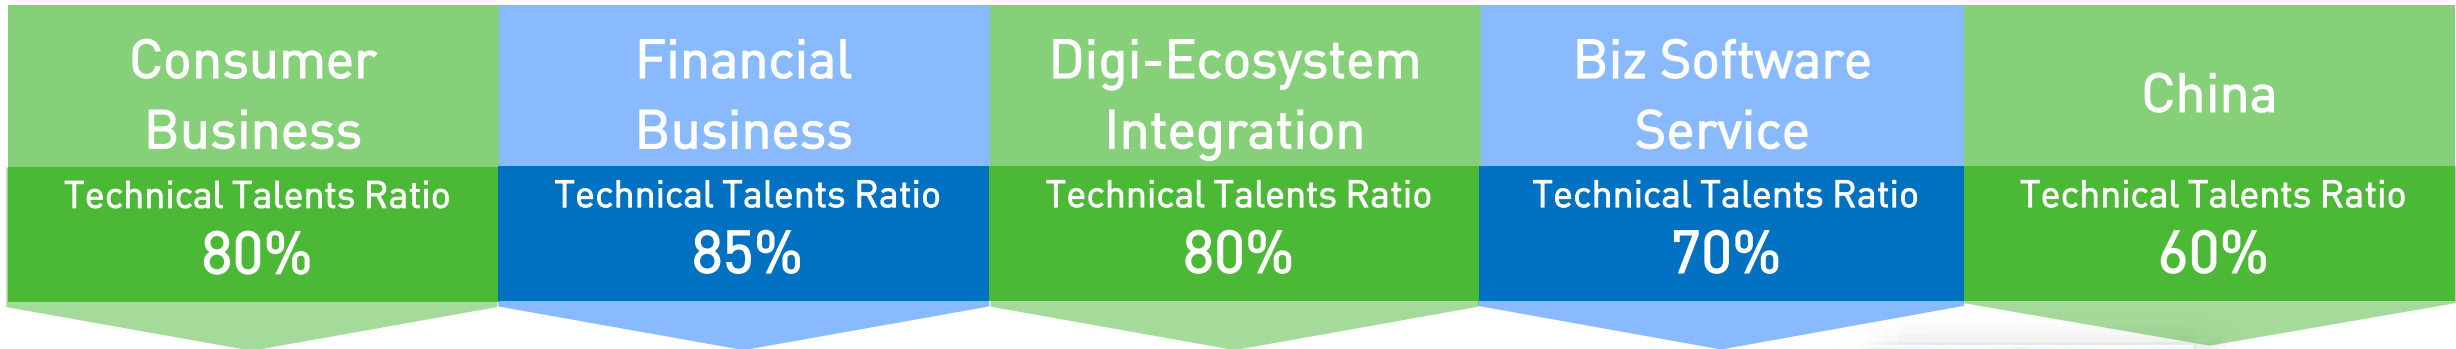 Consumer
Business
Technical Talents Ratio
80%
Financial
Business
Technical Talents Ratio
85%
Digi-Ecosystem
Integration
Technical Talents Ratio
80%
Biz Software
Service
Technical Talents Ratio
70%
China
Technical Talents Ratio
60%